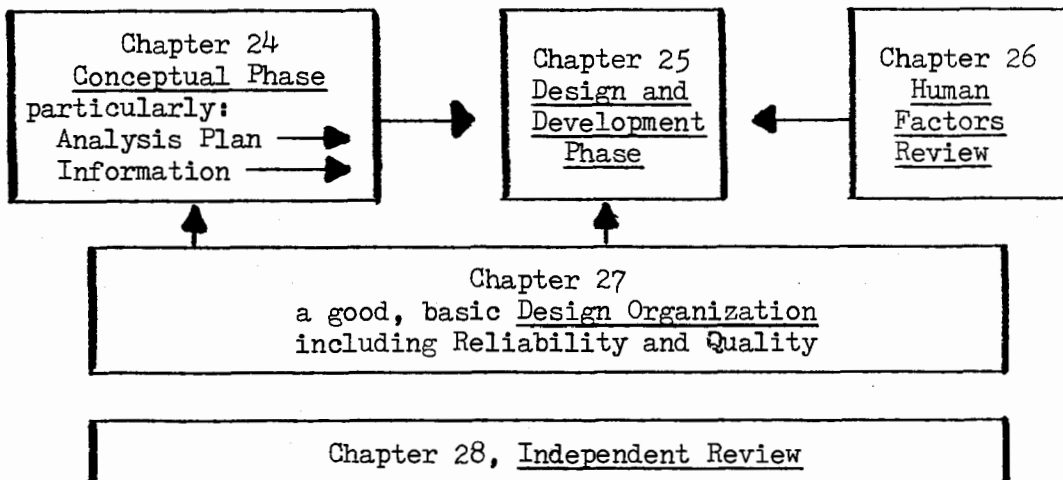 Chapter 24
Conceptual Phase
particularly:
Analysis Plan
Information
Chapter 25
Design and
Development
Phase
Chapter 26
Human
Factors
Review
Chapter 27
a good, basic Design Organization
including Reliability and Quality
Chapter 28, Independent Review